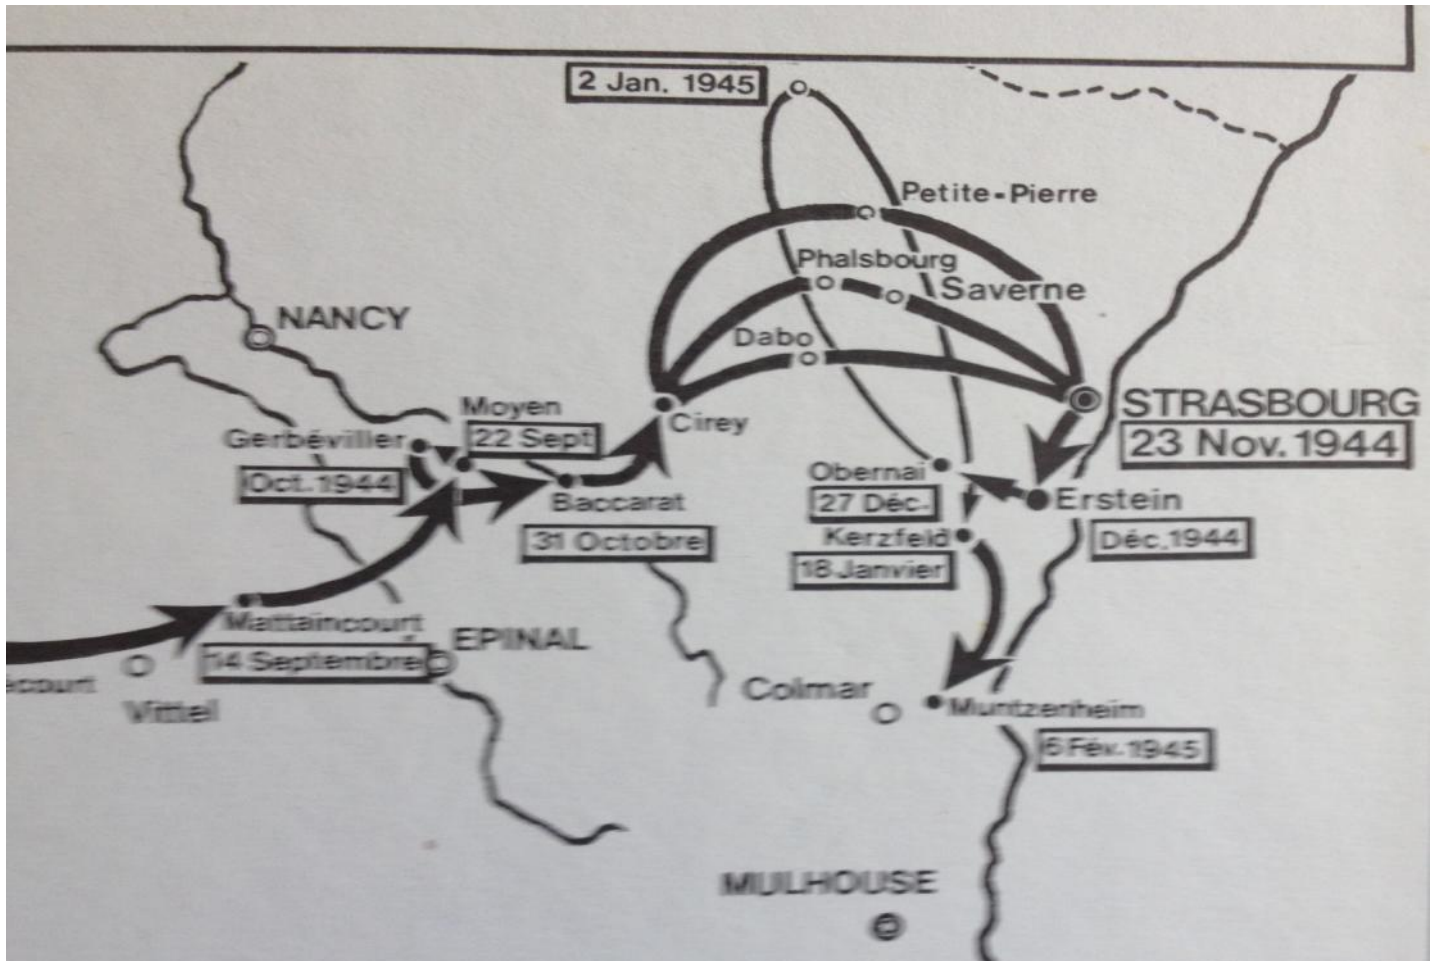 2 Jan. 1945
Petite-Pierre
Phalsbourg
Saverne
NANCY
Dabo
Moyen
22 Sept
Cirey
STRASBOURG
23 Nov. 1944
Gerbéviller
Oct. 1944
Baccarat
31 Octobre
Obernai
27 Déc.
Erstein
Déc. 1944
Kerzfeld
18 Janvier
Mattaincourt
14 Septembre
EPINAL
écourt
Vittel
Colmar
Muntzenheim
6 Fév. 1945
MULHOUSE